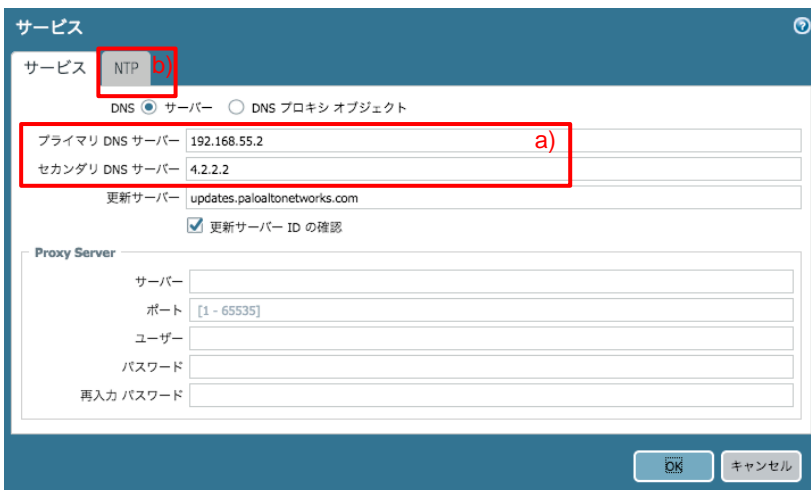 サービス
サービス NTP b)
DNS サーバー DNS プロキシ オブジェクト
プライマリ DNS サーバー 192.168.55.2 a)
セカンダリ DNS サーバー 4.2.2.2
更新サーバー updates.paloaltonetworks.com
更新サーバー ID の確認
Proxy Server
サーバー
ポート [1 - 65535]
ユーザー
パスワード
再入力 パスワード
OK キャンセル